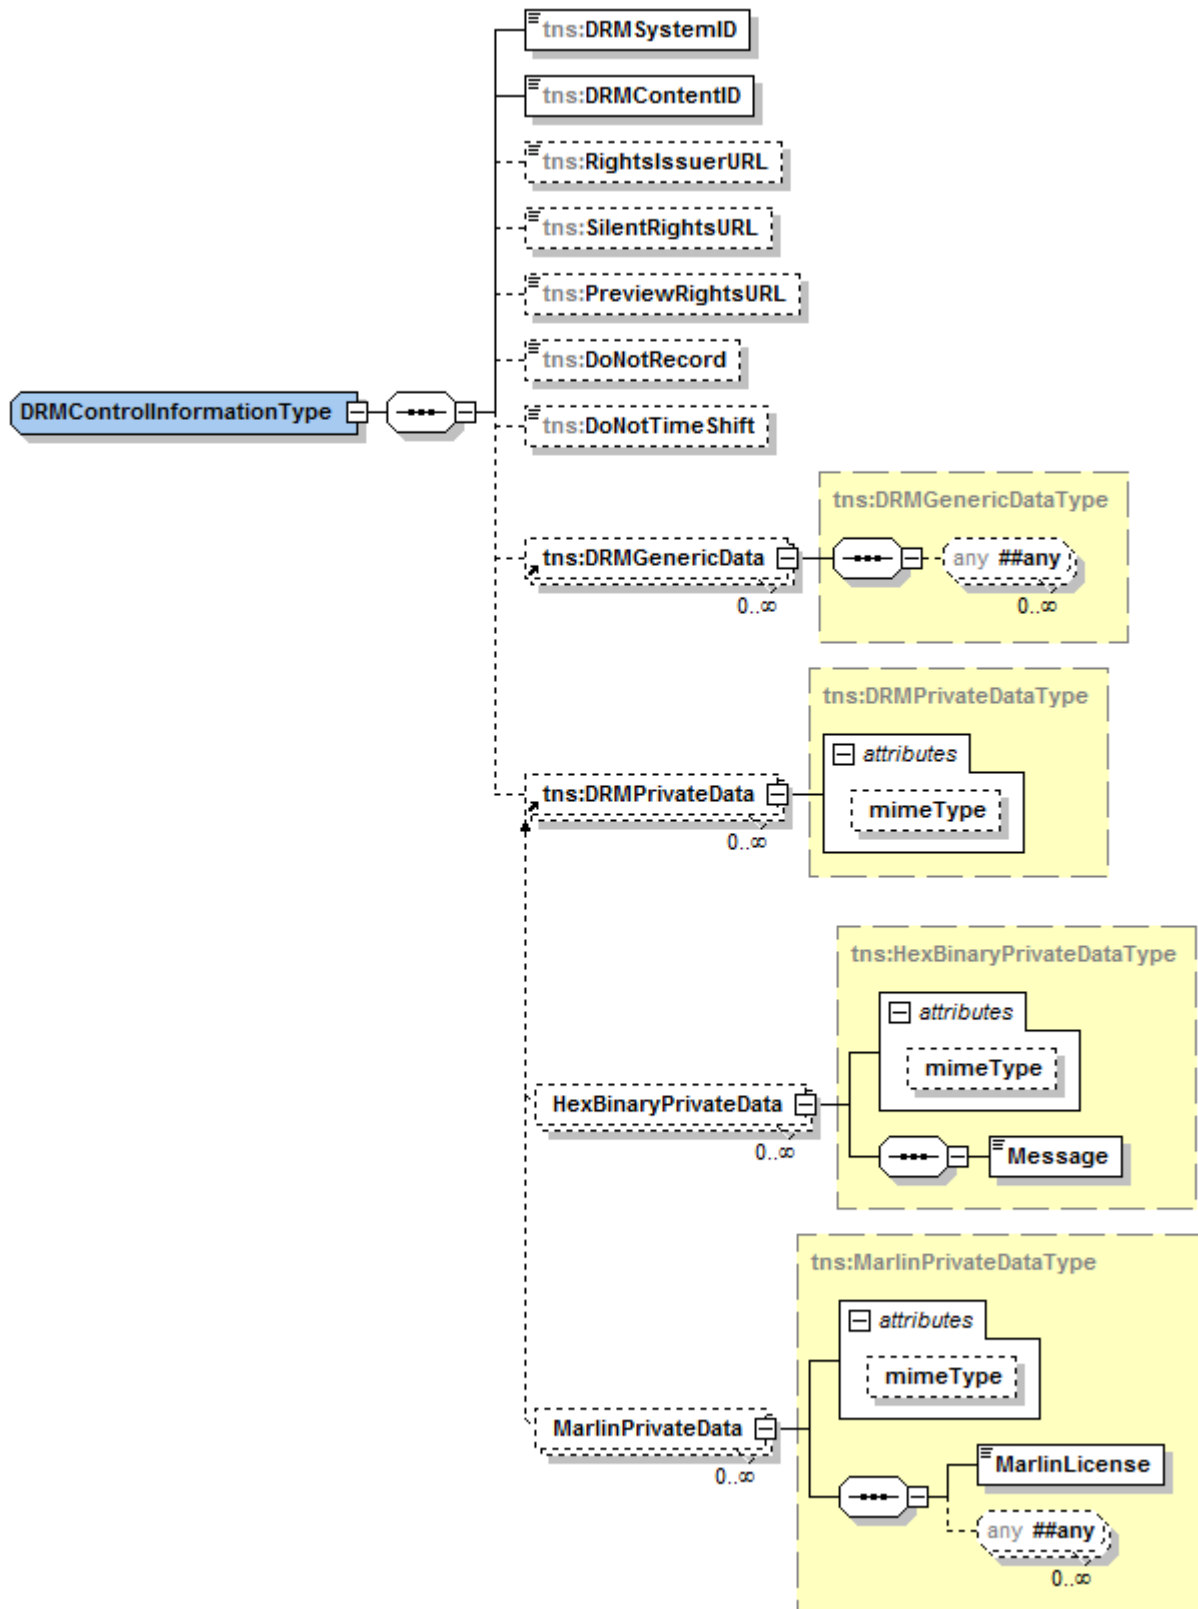 tns:DRMSystemID
tns:DRMContentID
tns:RightsIssuerURL
tns:SilentRightsURL
tns:PreviewRightsURL
tns:DoNotRecord
DRMControlInformationType
tns:DoNotTimeShift
tns:DRMGenericDataType
tns:DRMGenericData
any ##any
0..∞
0..∞
tns:DRMPrivateDataType
attributes
tns:DRMPrivateData
mimeType
0..∞
tns:HexBinaryPrivateDataType
attributes
mimeType
HexBinaryPrivateData
0..∞
Message
tns:MarlinPrivateDataType
attributes
mimeType
MarlinPrivateData
0..∞
MarlinLicense
any ##any
0..∞